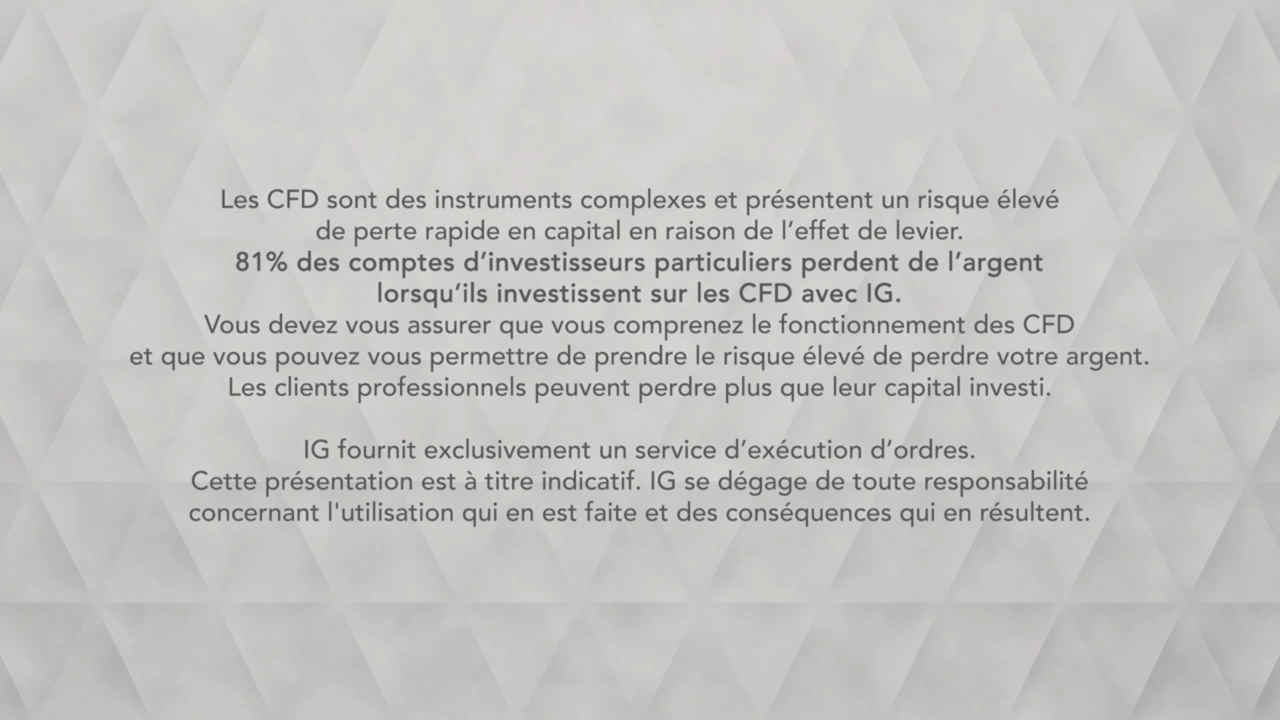 Les CFD sont des instruments complexes et présentent un risque élevé
de perte rapide en capital en raison de l’effet de levier.
81% des comptes d’investisseurs particuliers perdent de l’argent
lorsqu’ils investissent sur les CFD avec IG.
Vous devez vous assurer que vous comprenez le fonctionnement des CFD
et que vous pouvez vous permettre de prendre le risque élevé de perdre votre argent.
Les clients professionnels peuvent perdre plus que leur capital investi.
IG fournit exclusivement un service d’exécution d’ordres.
Cette présentation est à titre indicatif. IG se dégage de toute responsabilité
concernant l'utilisation qui en est faite et des conséquences qui en résultent.